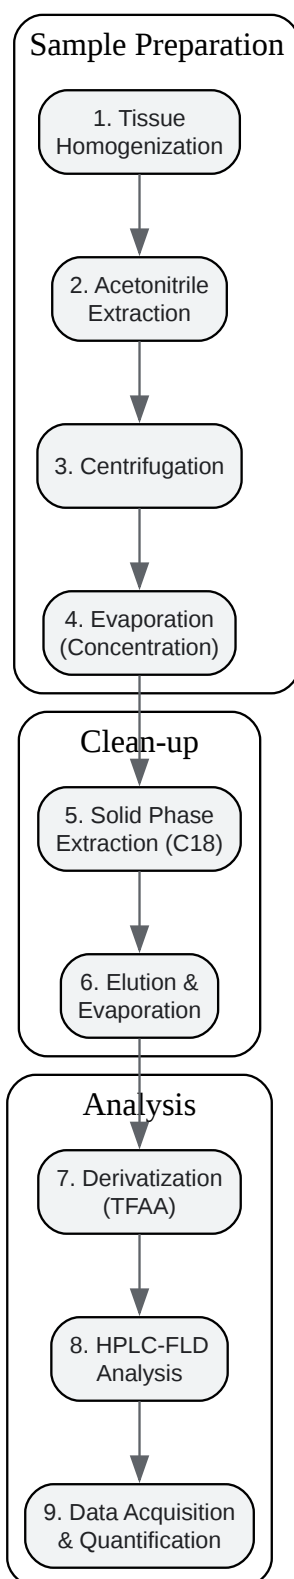 Sample Preparation
1. Tissue
Homogenization
2. Acetonitrile
Extraction
3. Centrifugation
4. Evaporation
(Concentration)
Clean-up
5. Solid Phase
Extraction (C18)
6. Elution &
Evaporation
Analysis
7. Derivatization
(TFAA)
8. HPLC-FLD
Analysis
9. Data Acquisition
& Quantification